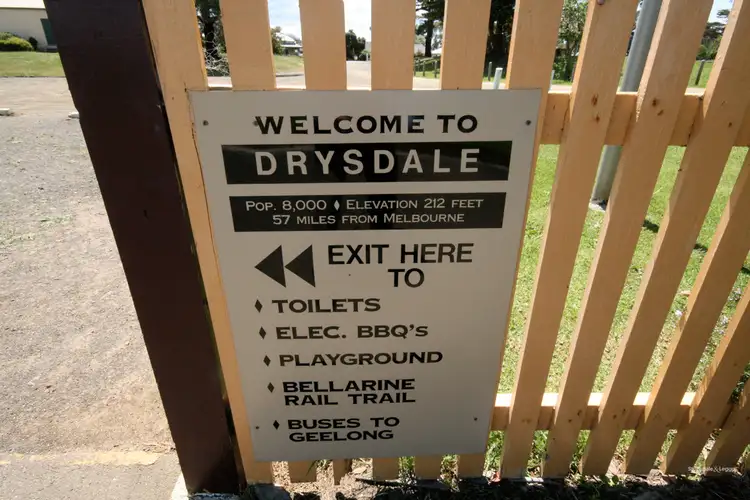 WELCOME TO
DRYSDALE
POP. 8,000 ♦ ELEVATION 212 FEET
57 MILES FROM MELBOURNE
EXIT HERE
TO
♦ TOILETS
♦ ELEC. BBQ'S
♦ PLAYGROUND
♦ BELLARINE
RAIL TRAIL
♦ BUSES TO
GEELONG